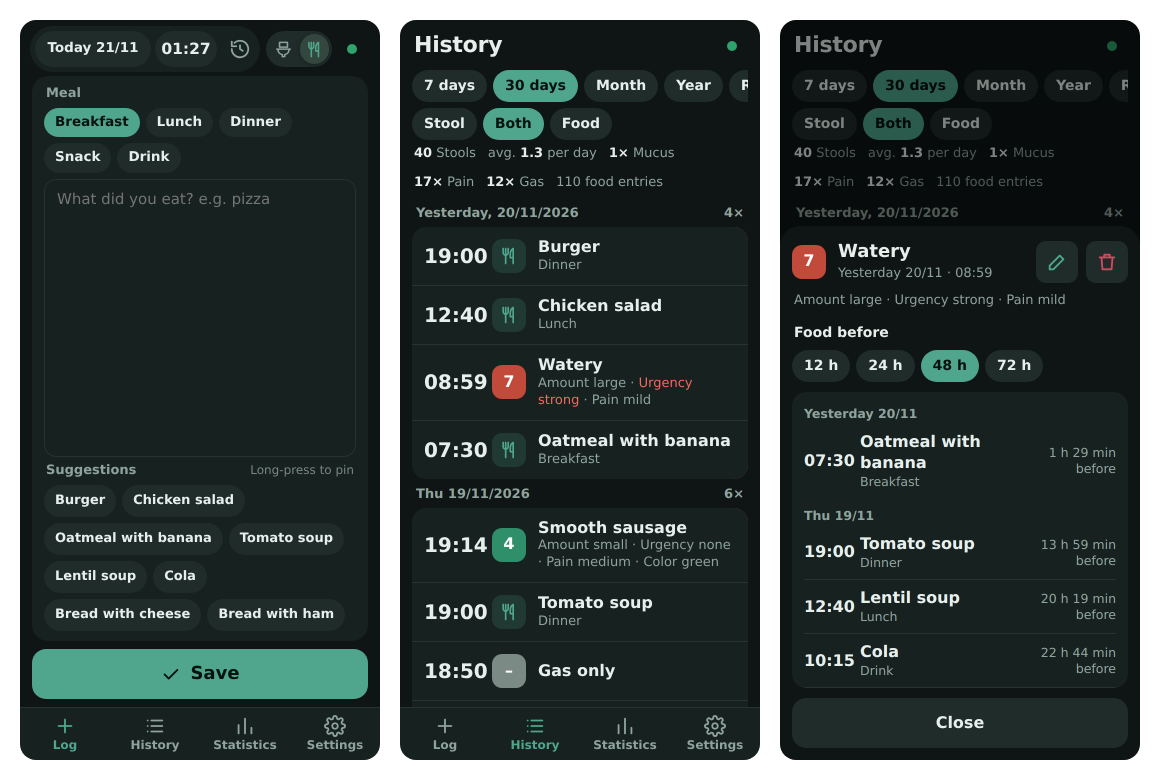 Today 21/11 01:27
Meal
Breakfast Lunch Dinner
Snack Drink
What did you eat? e.g. pizza
Suggestions Long-press to pin
Burger Chicken salad
Oatmeal with banana Tomato soup
Lentil soup Cola
Bread with cheese Bread with ham
Save
Log History Statistics Settings
History
7 days 30 days Month Year
Stool Both Food
40 Stools avg. 1.3 per day 1× Mucus
17× Pain 12× Gas 110 food entries
Yesterday, 20/11/2026 4×
19:00 Burger
Dinner
12:40 Chicken salad
Lunch
08:59 7 Watery
Amount large · Urgency
strong · Pain mild
07:30 Oatmeal with banana
Breakfast
Thu 19/11/2026 6×
19:14 4 Smooth sausage
Amount small · Urgency none
· Pain medium · Color green
19:00 Tomato soup
Dinner
18:50 – Gas only
Log History Statistics Settings
History
7 days 30 days Month Year
Stool Both Food
40 Stools avg. 1.3 per day 1× Mucus
17× Pain 12× Gas 110 food entries
Yesterday, 20/11/2026 4×
7 Watery
Yesterday 20/11 · 08:59
Amount large · Urgency strong · Pain mild
Food before
12 h 24 h 48 h 72 h
Yesterday 20/11
07:30 Oatmeal with banana 1 h 29 min before
Breakfast
Thu 19/11
19:00 Tomato soup 13 h 59 min before
Dinner
12:40 Lentil soup 20 h 19 min before
Lunch
10:15 Cola 22 h 44 min before
Drink
Close